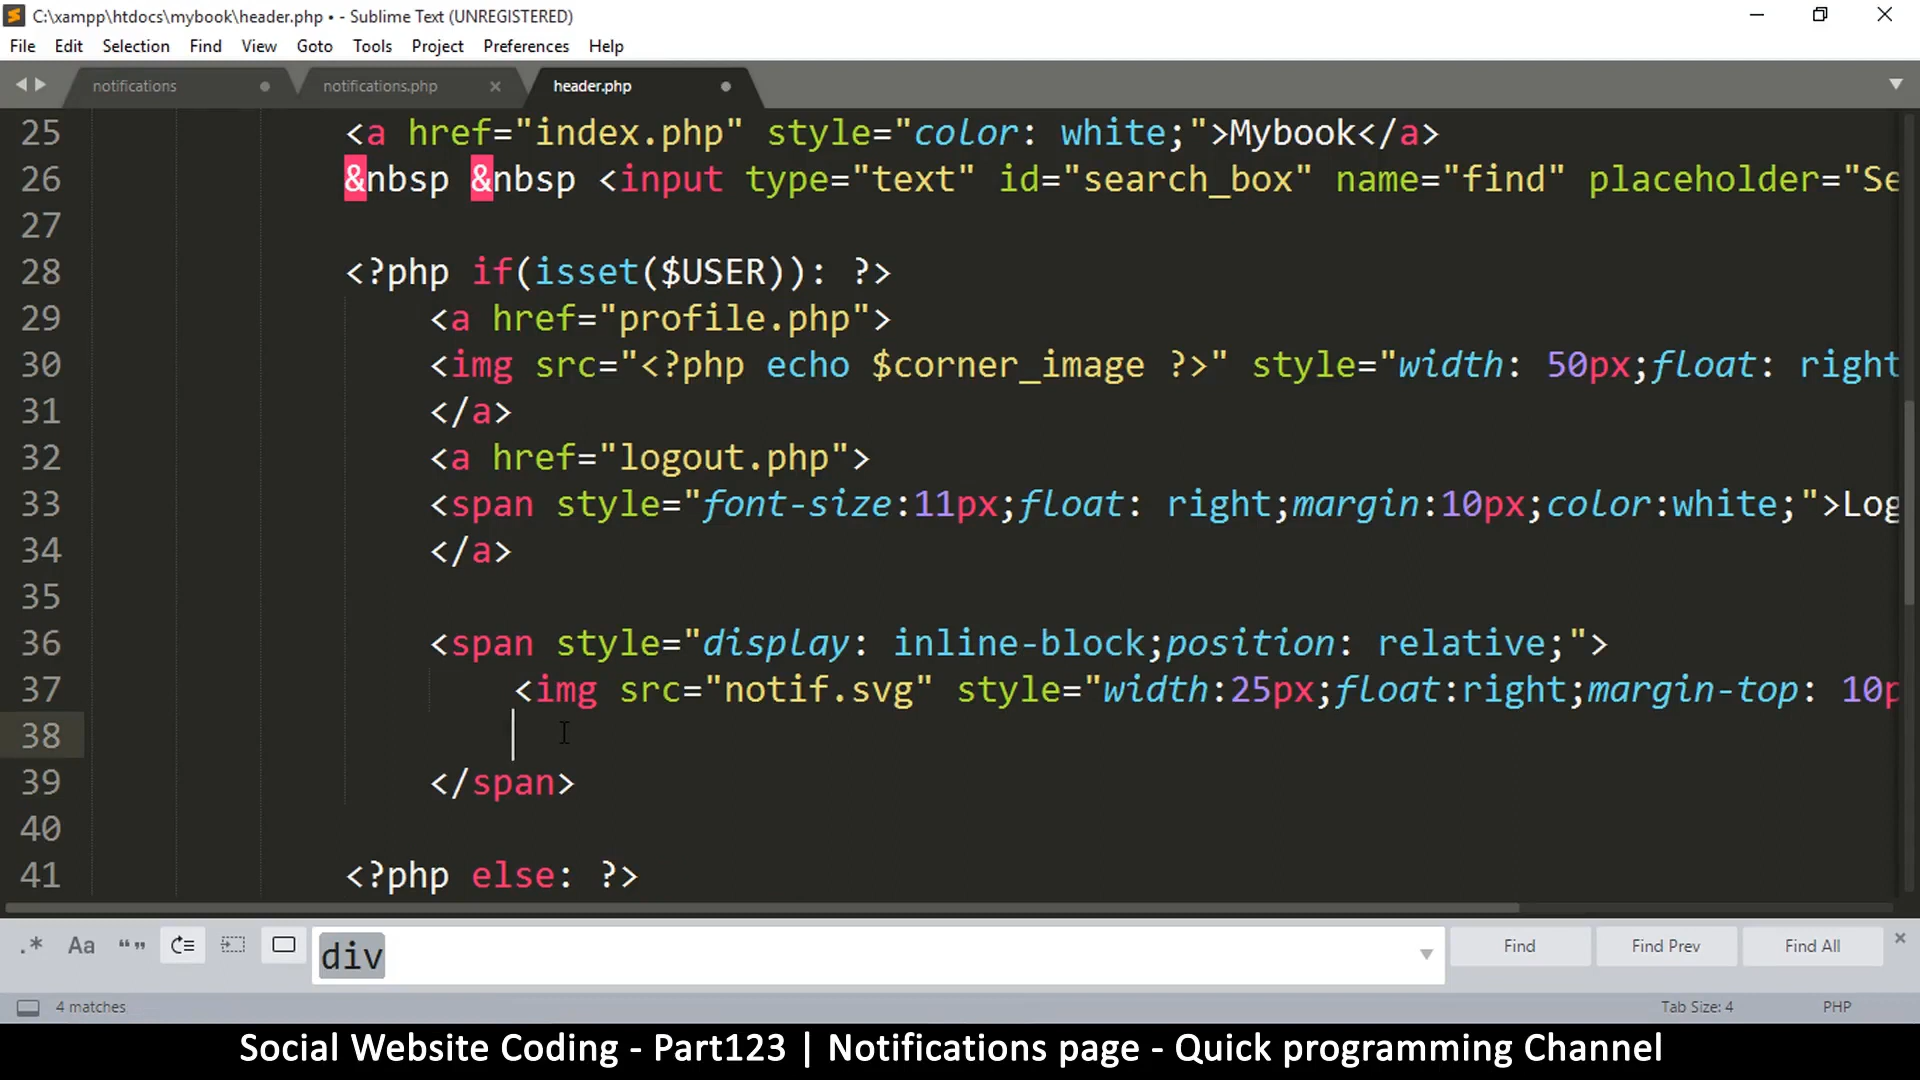 C:\xampp\htdocs\mybook\header.php • - Sublime Text (UNREGISTERED)
File Edit Selection Find View Goto Tools Project Preferences Help
notifications notifications.php header.php
25 <a href="index.php" style="color: white;">Mybook</a>
26 &nbsp &nbsp <input type="text" id="search_box" name="find" placeholder="Se
27
28 <?php if(isset($USER)): ?>
29 <a href="profile.php">
30 <img src="<?php echo $corner_image ?>" style="width: 50px;float: right
31 </a>
32 <a href="logout.php">
33 <span style="font-size:11px;float: right;margin:10px;color:white;">Log
34 </a>
35
36 <span style="display: inline-block;position: relative;">
37 <img src="notif.svg" style="width:25px;float:right;margin-top: 10p
38
39 </span>
40
41 <?php else: ?>
.* Aa “” div Find Find Prev Find All
4 matches Tab Size: 4 PHP
Social Website Coding - Part123 | Notifications page - Quick programming Channel